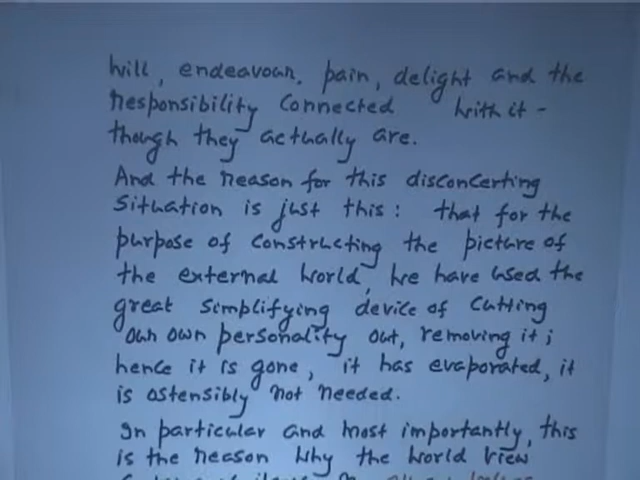 will, endeavour, pain, delight and the
responsibility connected with it -
though they actually are.
And the reason for this disconcerting
situation is just this: that for the
purpose of constructing the picture of
the external world, we have used the
great simplifying device of cutting
our own personality out, removing it;
hence it is gone, it has evaporated, it
is ostensibly not needed.
In particular and most importantly, this
is the reason why the world view